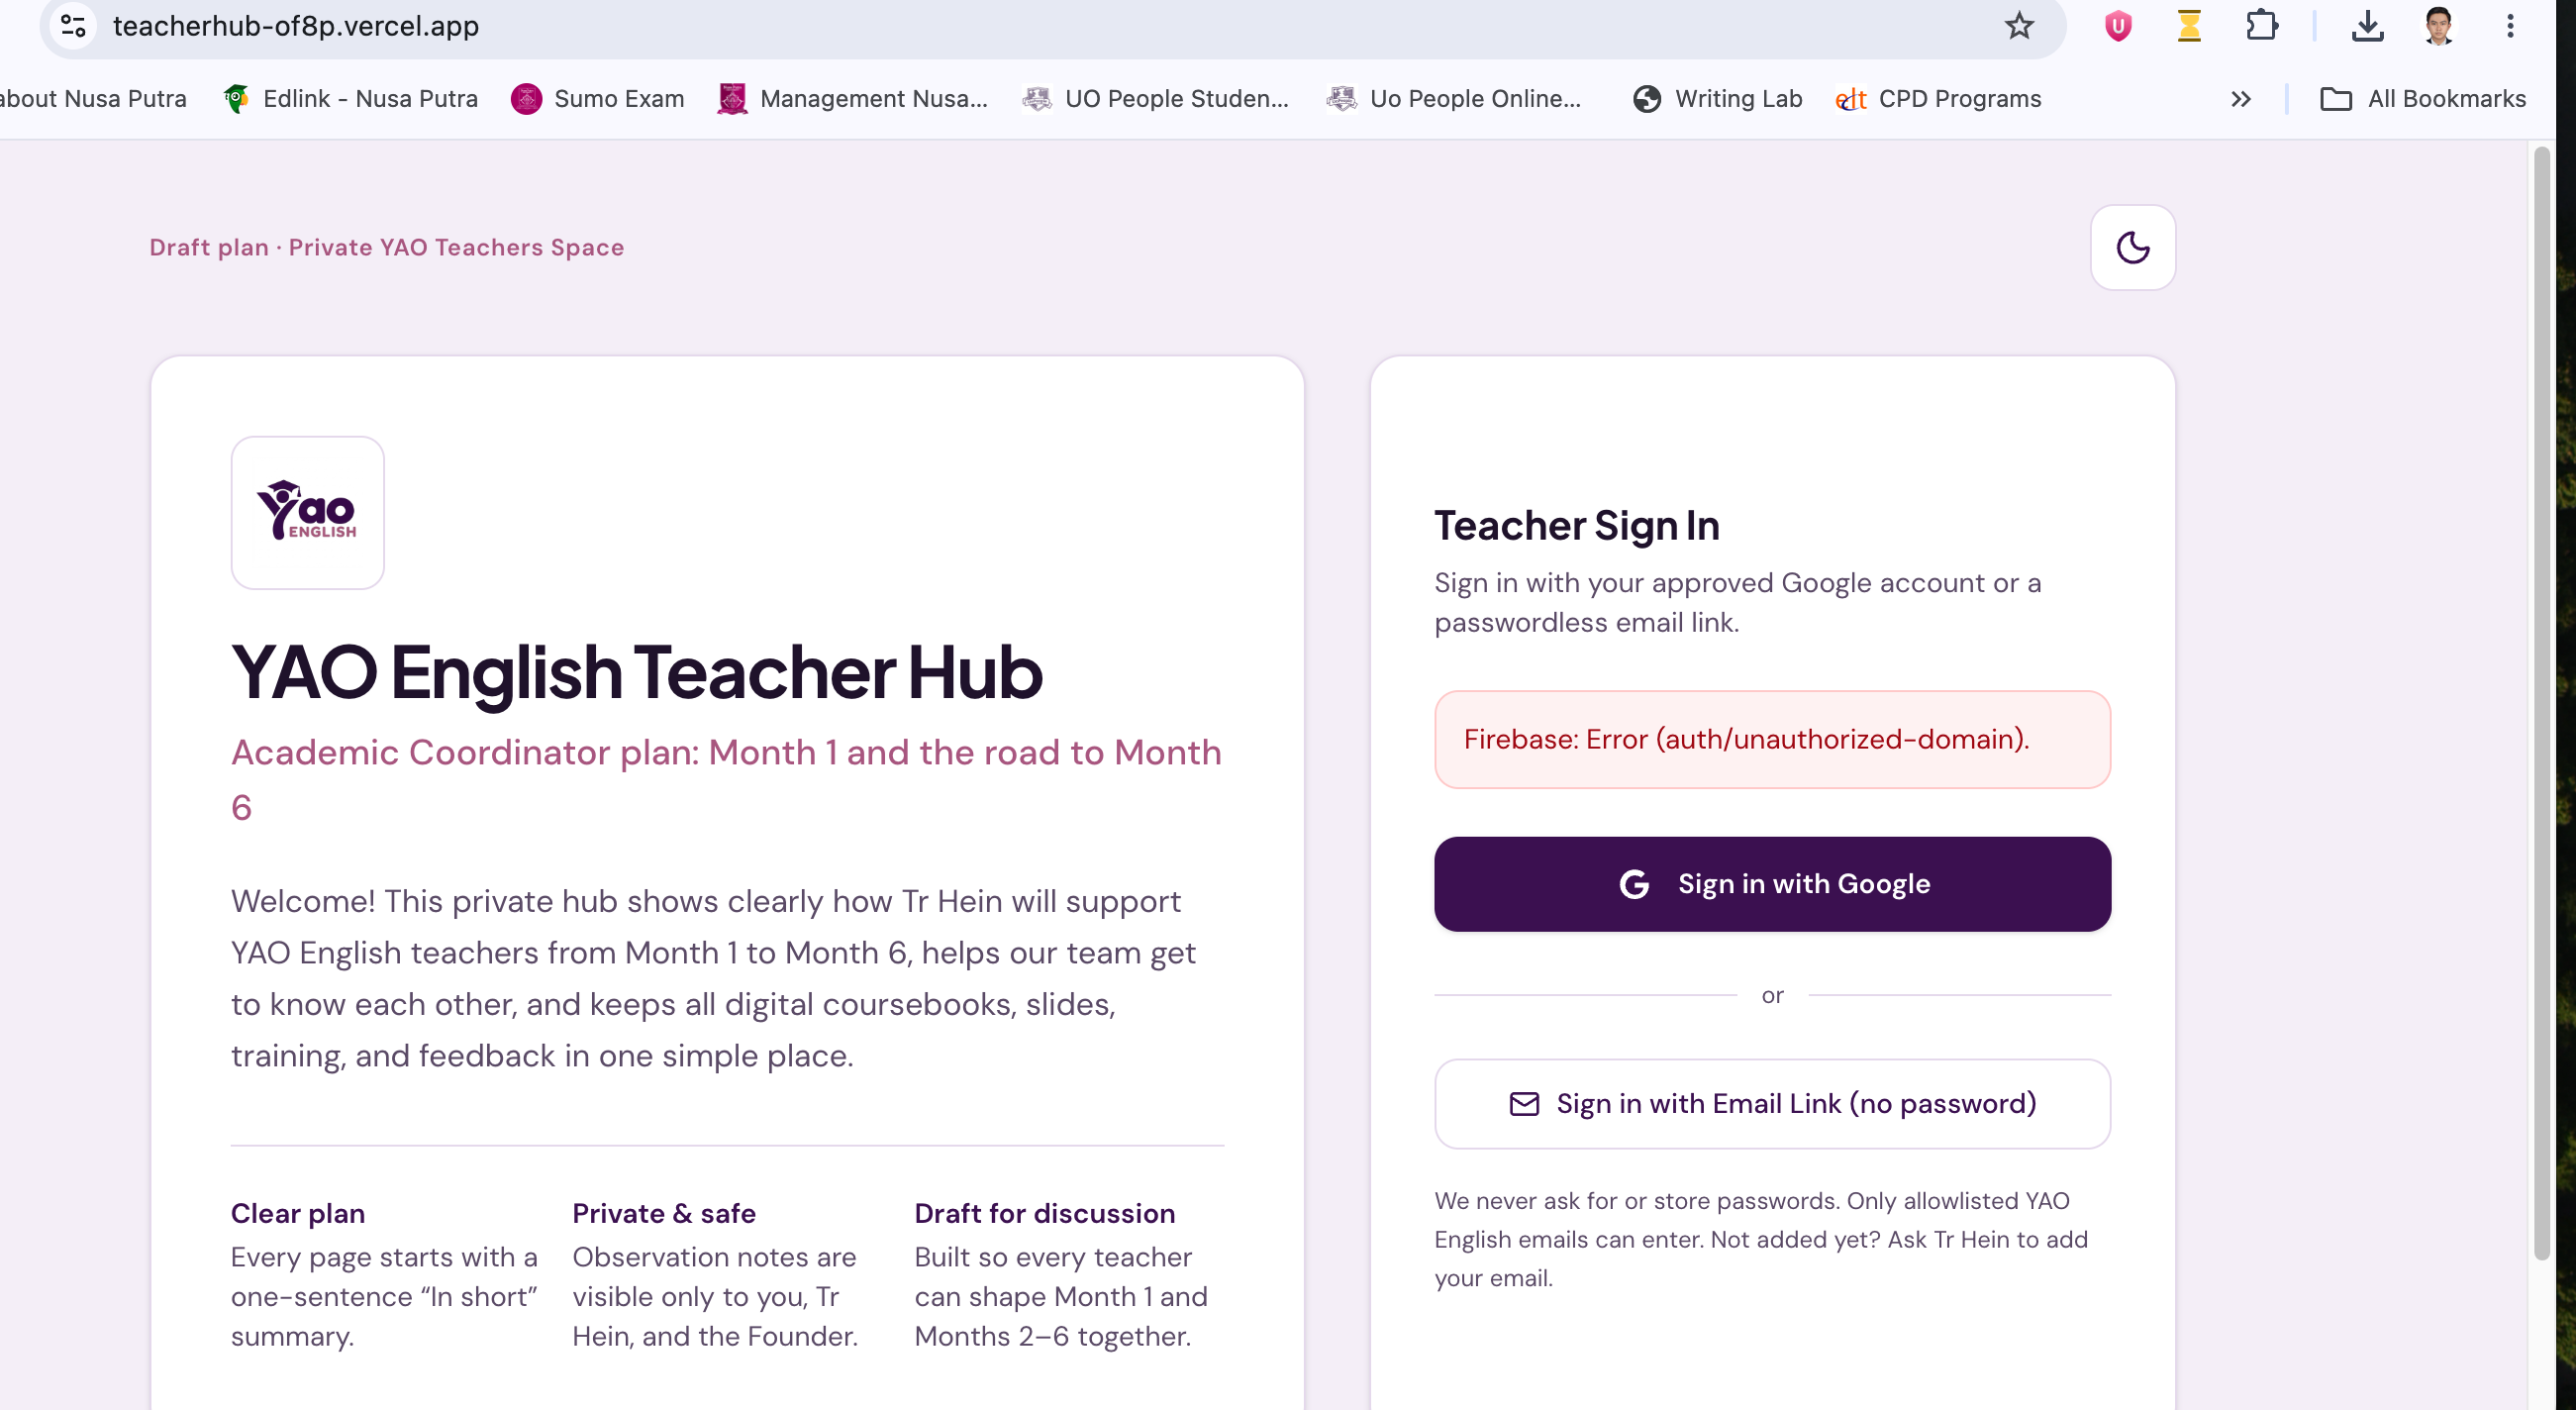 teacherhub-of8p.vercel.app
about Nusa Putra
Edlink - Nusa Putra
Sumo Exam
Management Nusa...
UO People Studen...
Uo People Online...
Writing Lab
elt
CPD Programs
All Bookmarks
Draft plan · Private YAO Teachers Space
Yao
ENGLISH
YAO English Teacher Hub
Academic Coordinator plan: Month 1 and the road to Month
6
Welcome! This private hub shows clearly how Tr Hein will support
YAO English teachers from Month 1 to Month 6, helps our team get
to know each other, and keeps all digital coursebooks, slides,
training, and feedback in one simple place.
Clear plan
Every page starts with a
one-sentence “In short”
summary.
Private & safe
Observation notes are
visible only to you, Tr
Hein, and the Founder.
Draft for discussion
Built so every teacher
can shape Month 1 and
Months 2–6 together.
Teacher Sign In
Sign in with your approved Google account or a
passwordless email link.
Firebase: Error (auth/unauthorized-domain).
G Sign in with Google
or
Sign in with Email Link (no password)
We never ask for or store passwords. Only allowlisted YAO
English emails can enter. Not added yet? Ask Tr Hein to add
your email.